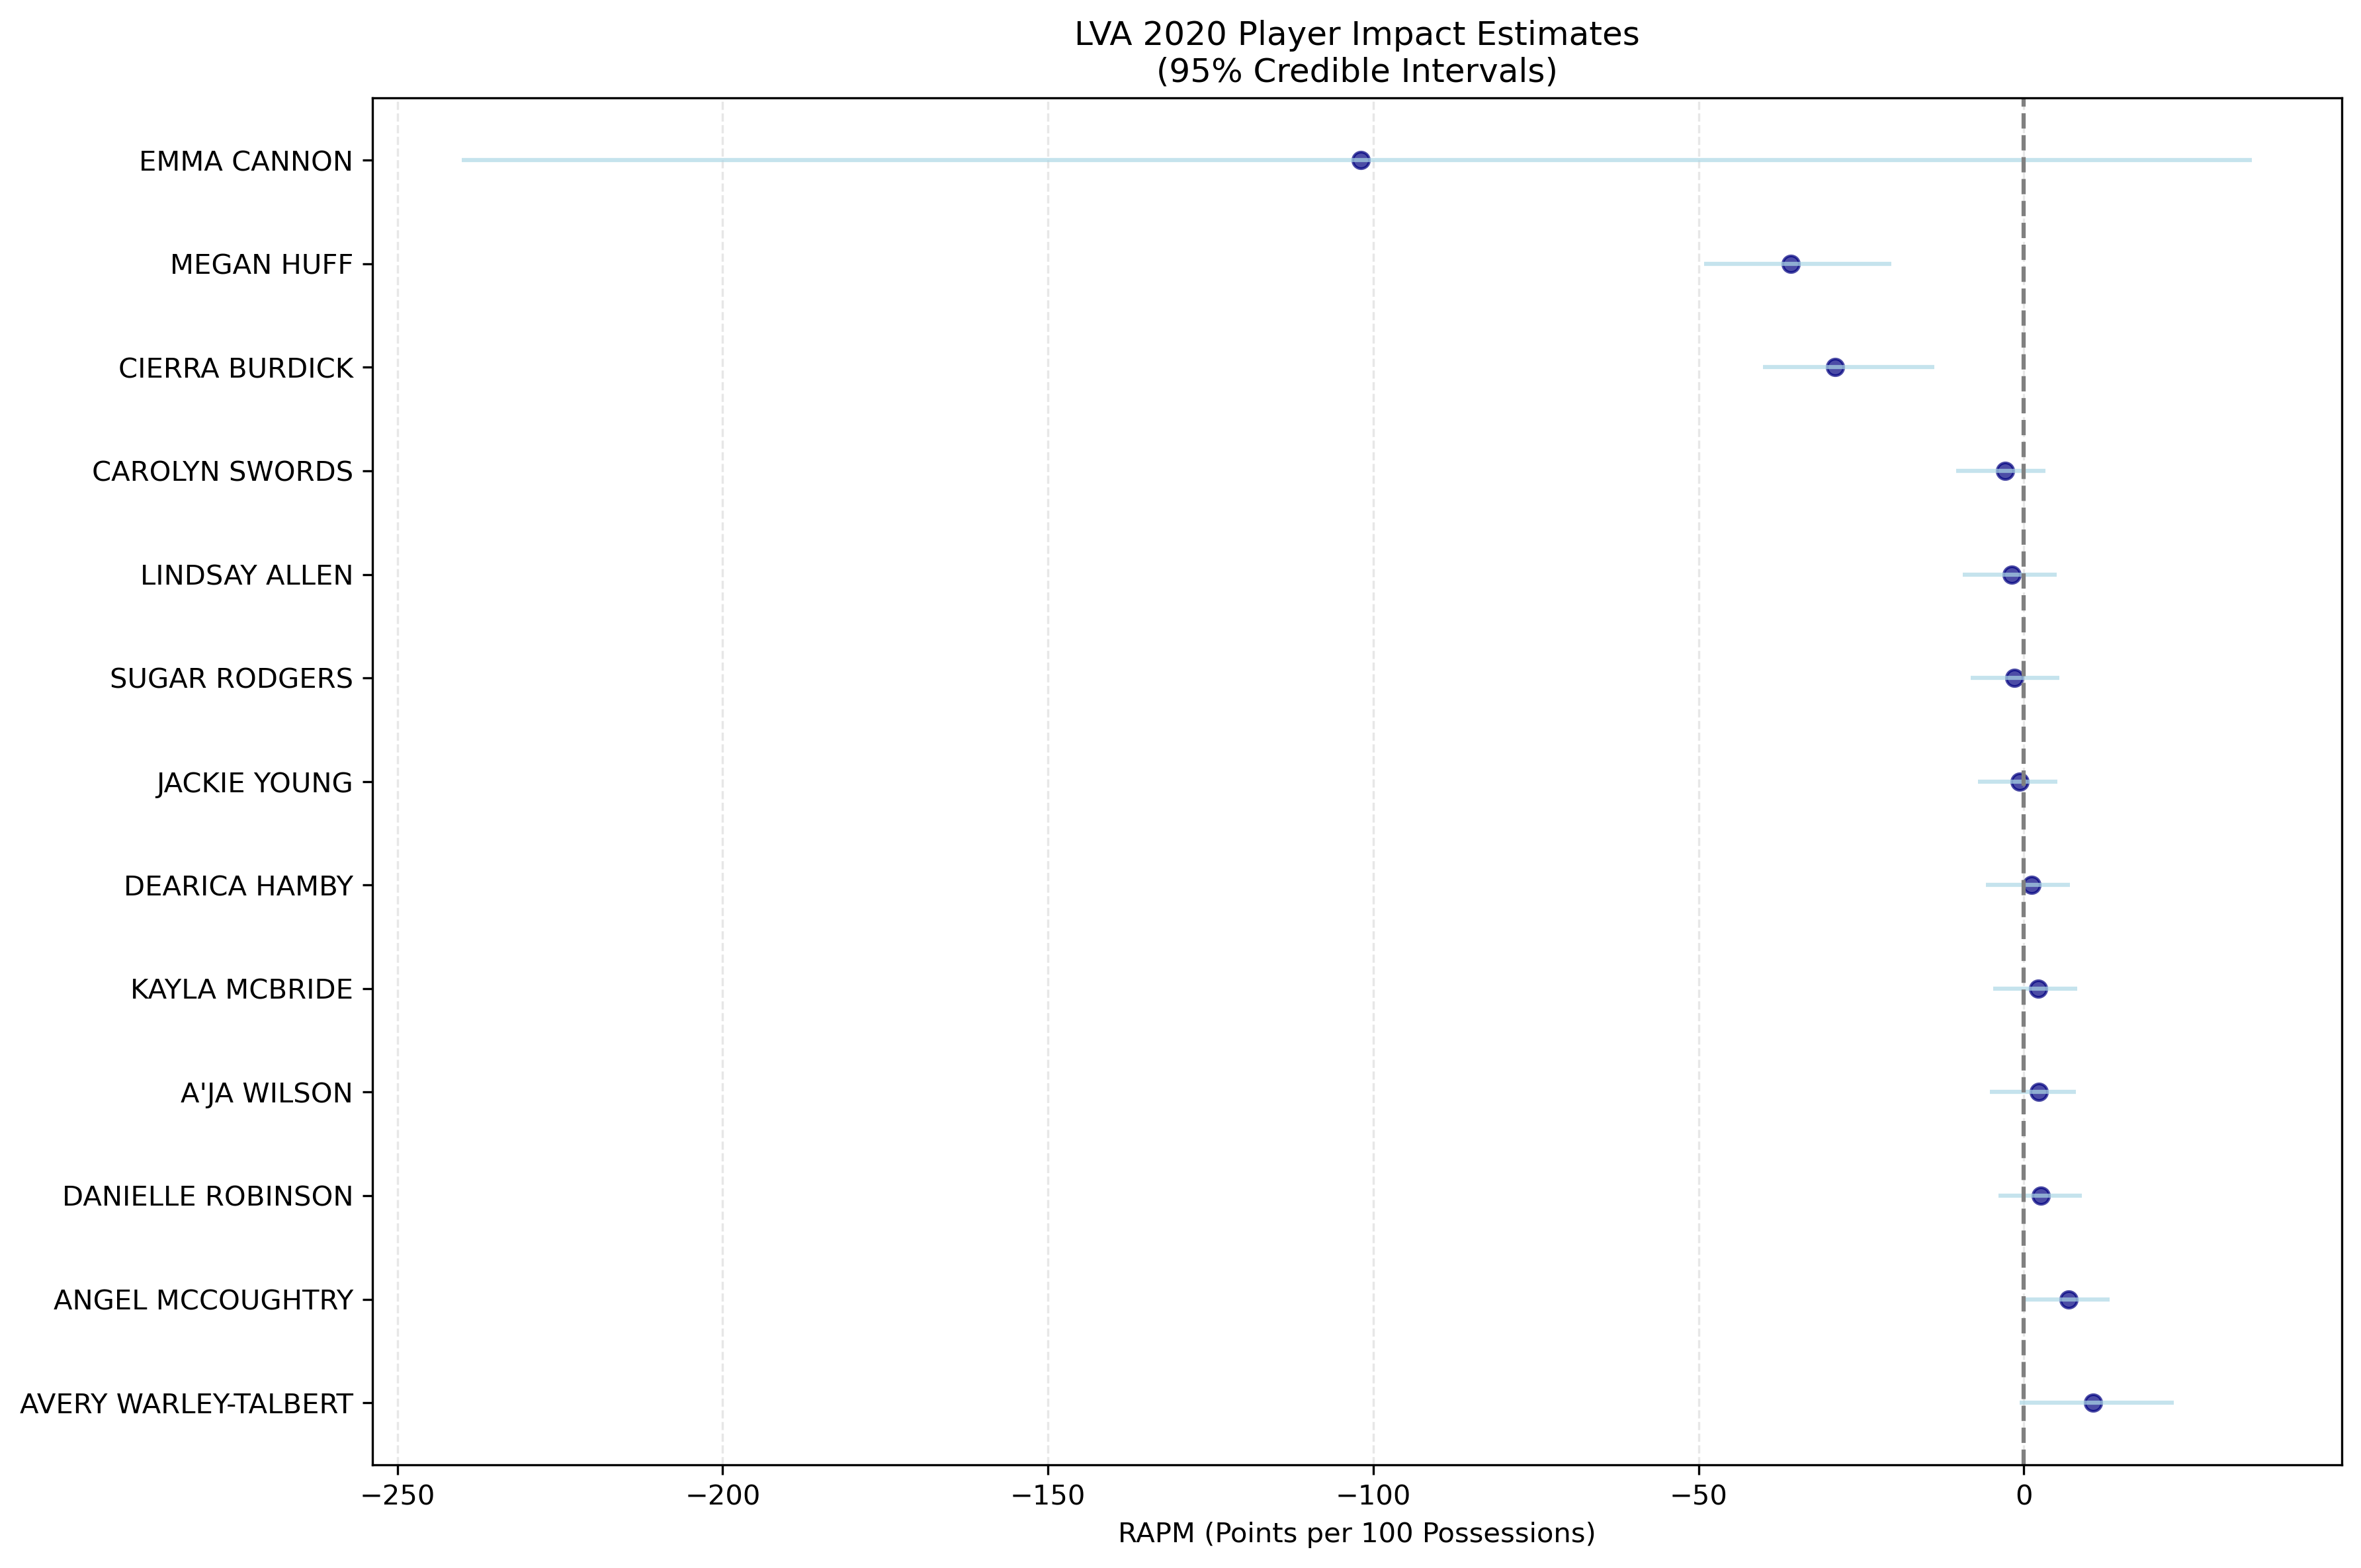 LVA 2020 Player Impact Estimates
(95% Credible Intervals)
EMMA CANNON
MEGAN HUFF
CIERRA BURDICK
CAROLYN SWORDS
LINDSAY ALLEN
SUGAR RODGERS
JACKIE YOUNG
DEARICA HAMBY
KAYLA MCBRIDE
A'JA WILSON
DANIELLE ROBINSON
ANGEL MCCOUGHTRY
AVERY WARLEY-TALBERT
−250 −200 −150 −100 −50 0
RAPM (Points per 100 Possessions)